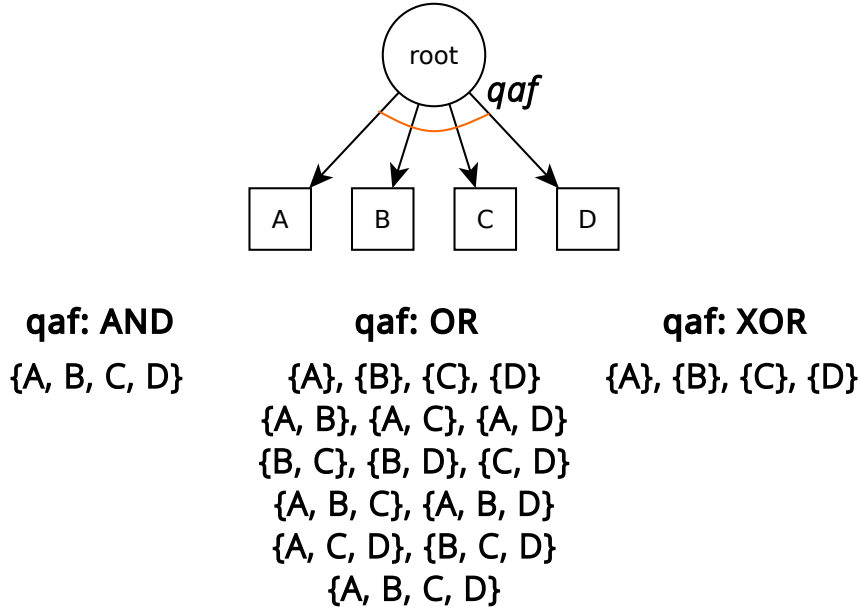 root
qaf
A B C D
qaf: AND
{A, B, C, D}
qaf: OR
{A}, {B}, {C}, {D}
{A, B}, {A, C}, {A, D}
{B, C}, {B, D}, {C, D}
{A, B, C}, {A, B, D}
{A, C, D}, {B, C, D}
{A, B, C, D}
qaf: XOR
{A}, {B}, {C}, {D}